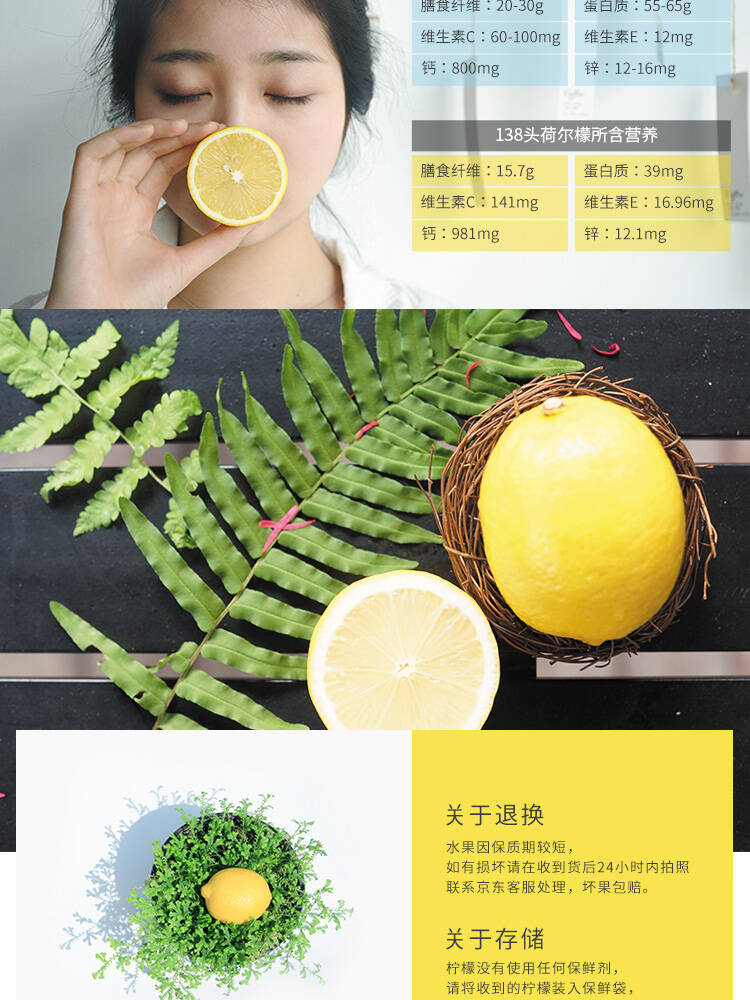 膳食纤维：20-30g
蛋白质：55-65g
维生素C：60-100mg
维生素E：12mg
钙：800mg
锌：12-16mg
138头荷尔檬所含营养
膳食纤维：15.7g
蛋白质：39mg
维生素C：141mg
维生素E：16.96mg
钙：981mg
锌：12.1mg
关于退换
水果因保质期较短，
如有损坏请在收到货后24小时内拍照
联系京东客服处理，坏果包赔。
关于存储
柠檬没有使用任何保鲜剂，
请将收到的柠檬装入保鲜袋，